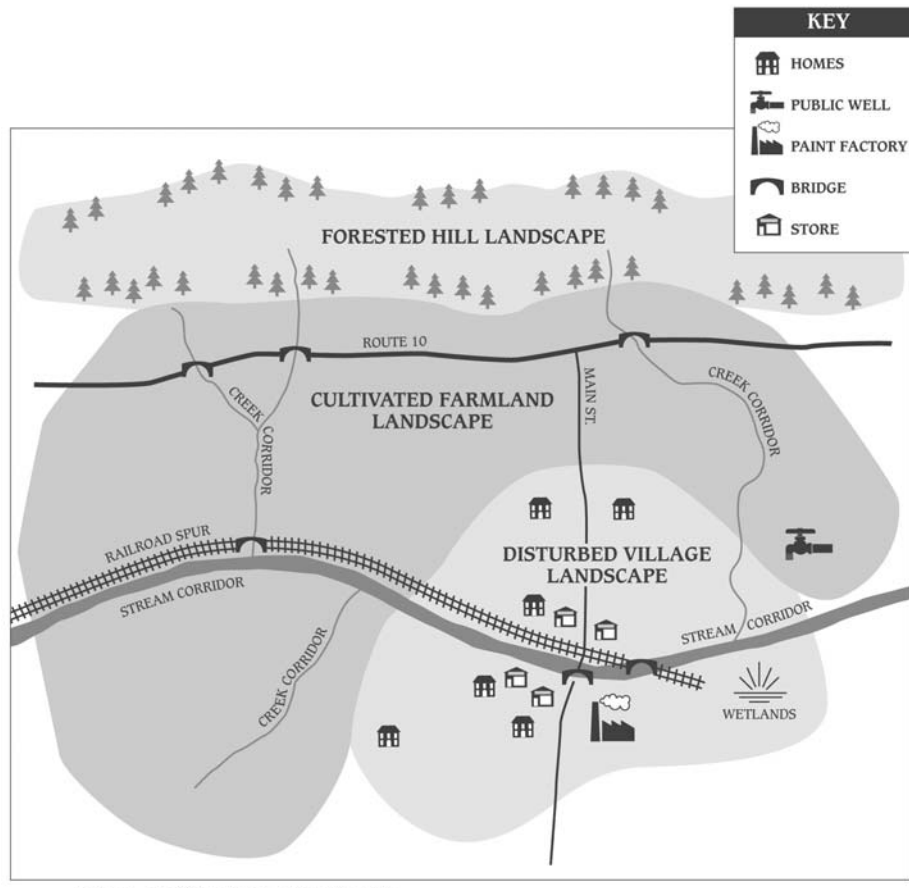 KEY
HOMES
PUBLIC WELL
PAINT FACTORY
BRIDGE
STORE
FORESTED HILL LANDSCAPE
ROUTE 10
MAIN ST.
CREEK CORRIDOR
CULTIVATED FARMLAND
LANDSCAPE
CREEK CORRIDOR
RAILROAD SPUR
STREAM CORRIDOR
DISTURBED VILLAGE
LANDSCAPE
CREEK CORRIDOR
STREAM CORRIDOR
WETLANDS